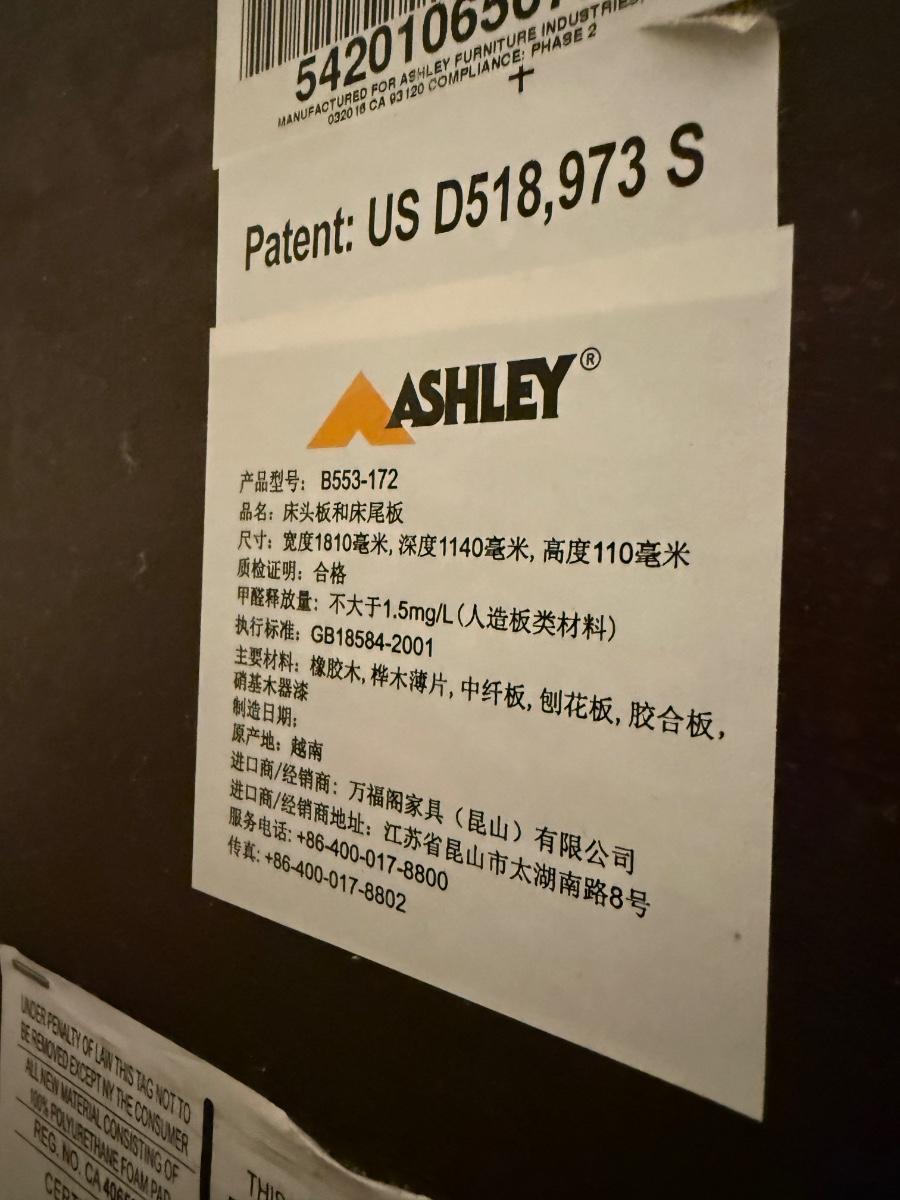 MANUFACTURED FOR ASHLEY FURNITURE INDUSTRIES,
032016 CA 93120 COMPLIANCE: PHASE 2
+
Patent: US D518,973 S
ASHLEY®
产品型号: B553-172
品名: 床头板和床尾板
尺寸: 宽度1810毫米, 深度1140毫米, 高度110毫米
质检证明: 合格
甲醛释放量: 不大于1.5mg/L (人造板类材料)
执行标准: GB18584-2001
主要材料: 橡胶木, 桦木薄片, 中纤板, 刨花板, 胶合板,
硝基木器漆
制造日期:
原产地: 越南
进口商/经销商: 万福阁家具（昆山）有限公司
进口商/经销商地址: 江苏省昆山市太湖南路8号
服务电话: +86-400-017-8800
传真: +86-400-017-8802
UNDER PENALTY OF LAW THIS TAG NOT TO
BE REMOVED EXCEPT NY THE CONSUMER
ALL NEW MATERIAL CONSISTING OF
100% POLYURETHANE FOAM PAD
REG. NO. CA
THIS